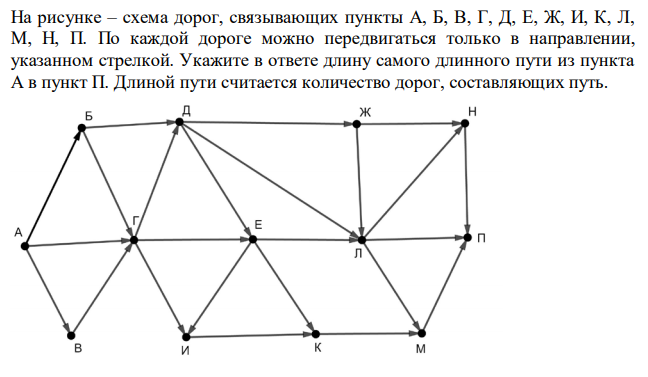 На рисунке – схема дорог, связывающих пункты А, Б, В, Г, Д, Е, Ж, И, К, Л,
М, Н, П. По каждой дороге можно передвигаться только в направлении,
указанном стрелкой. Укажите в ответе длину самого длинного пути из пункта
А в пункт П. Длиной пути считается количество дорог, составляющих путь.
Б
Д
Ж
Н
А
Г
Е
Л
П
В
И
К
М